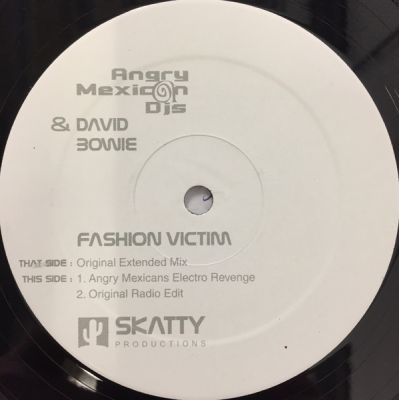 Angry
Mexican
Djs
& DAVID
BOWIE
FASHION VICTIM
THAT SIDE : Original Extended Mix
THIS SIDE : 1. Angry Mexicans Electro Revenge
2. Original Radio Edit
SKATTY
PRODUCTIONS